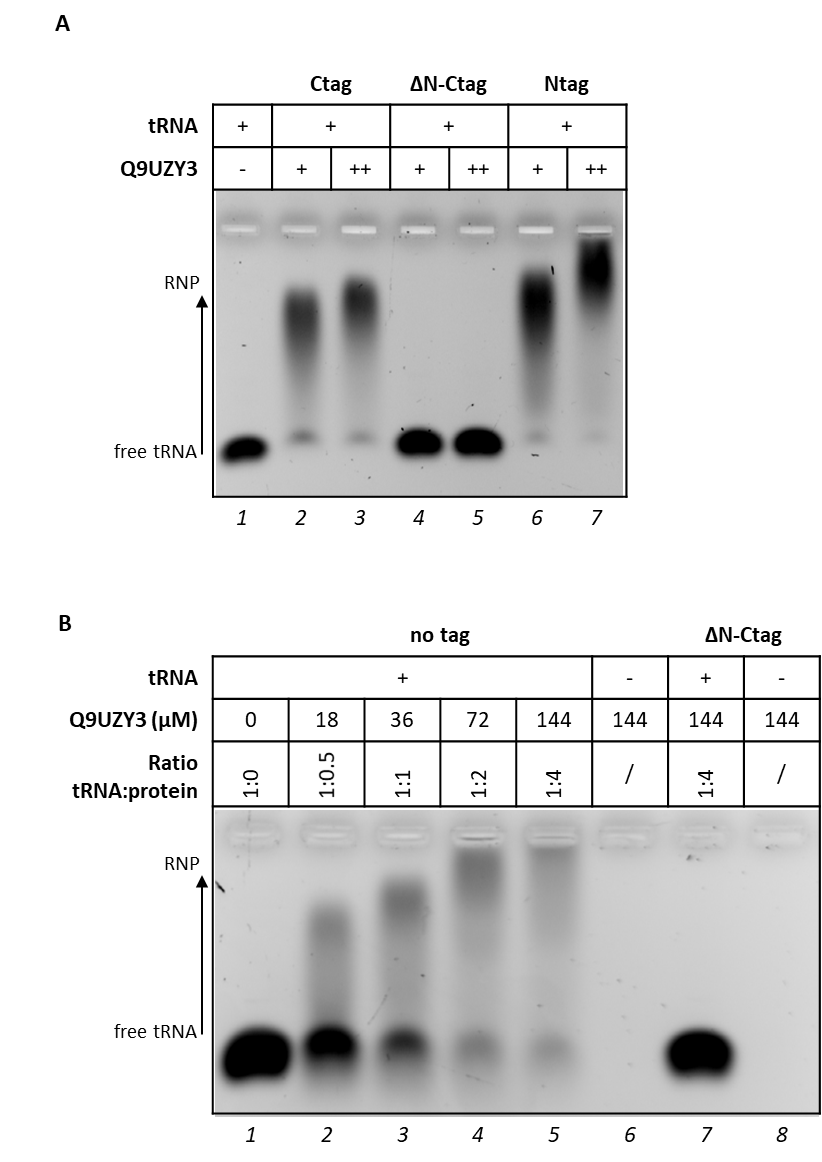 A
Ctag ΔN-Ctag Ntag
tRNA + + + +
Q9UZY3 - + ++ + ++ + ++
RNP
free tRNA
1 2 3 4 5 6 7
B
no tag ΔN-Ctag
tRNA + - + -
Q9UZY3 (µM) 0 18 36 72 144 144 144 144
Ratio
tRNA:protein 1:0 1:0.5 1:1 1:2 1:4 / 1:4 /
RNP
free tRNA
1 2 3 4 5 6 7 8